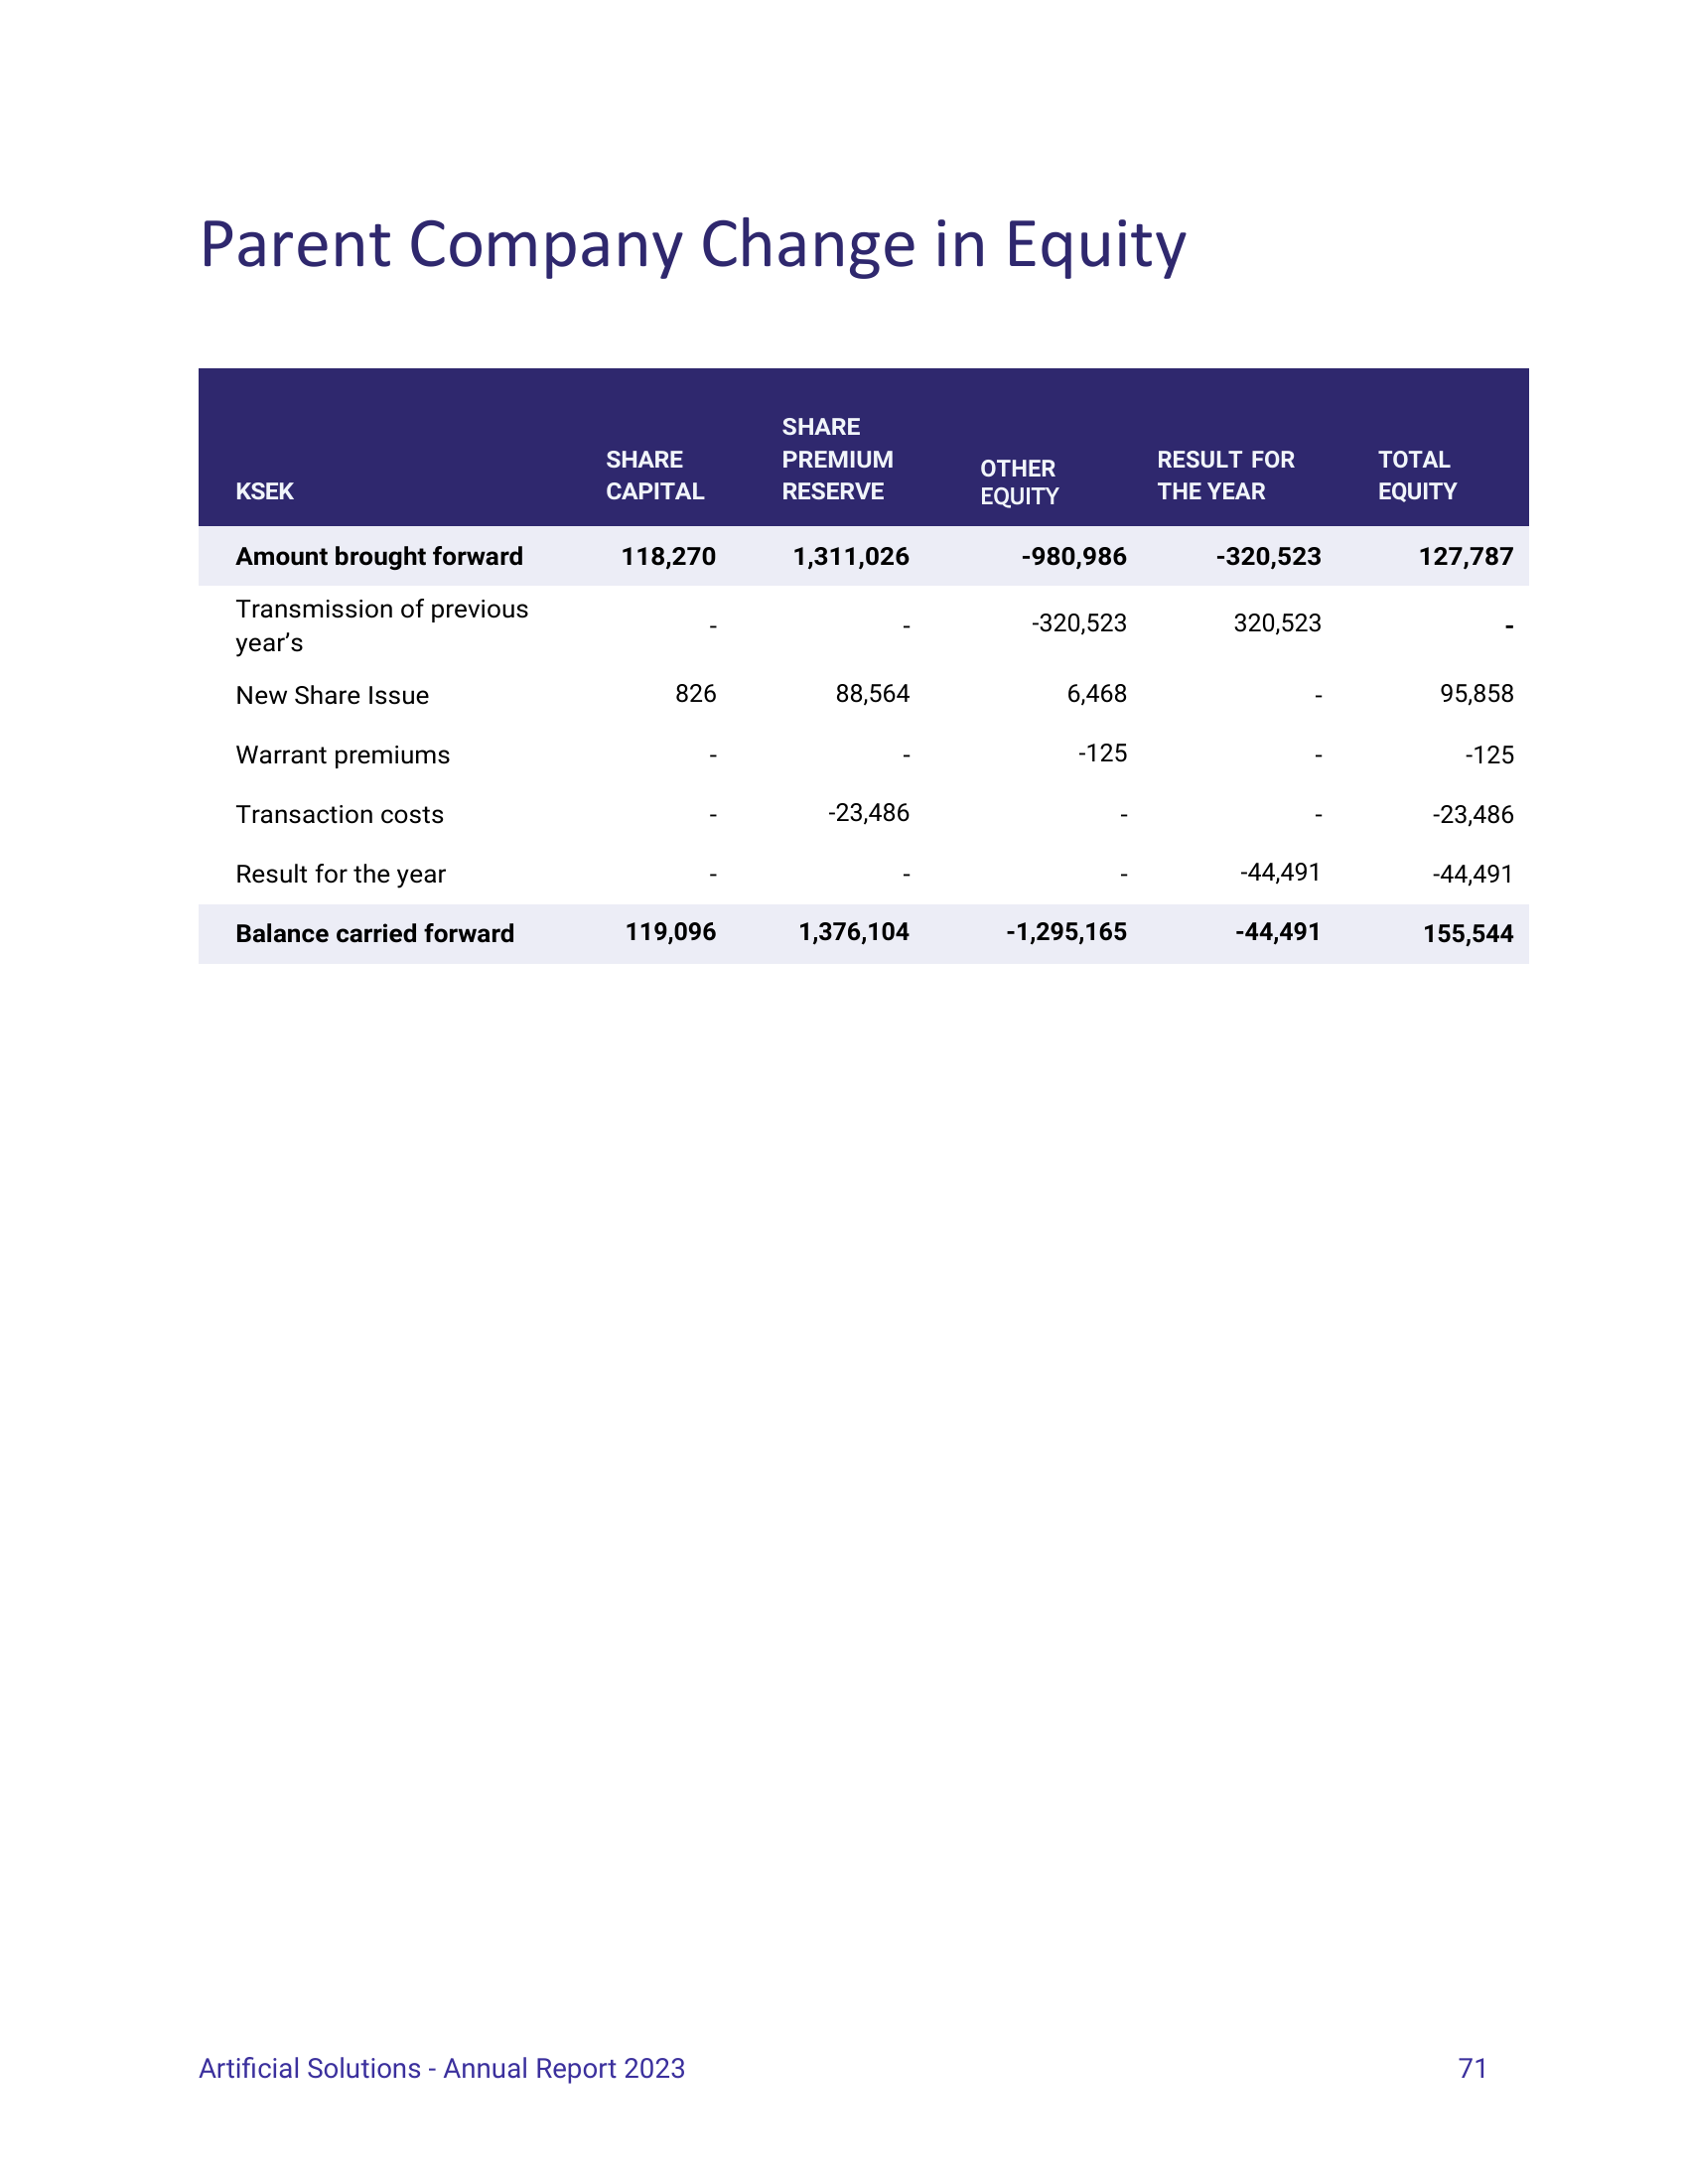 Parent Company Change in Equity
KSEK SHARE CAPITAL SHARE PREMIUM RESERVE OTHER EQUITY RESULT FOR THE YEAR TOTAL EQUITY
Amount brought forward 118,270 1,311,026 -980,986 -320,523 127,787
Transmission of previous year’s - - -320,523 320,523 -
New Share Issue 826 88,564 6,468 - 95,858
Warrant premiums - - -125 - -125
Transaction costs - -23,486 - - -23,486
Result for the year - - - -44,491 -44,491
Balance carried forward 119,096 1,376,104 -1,295,165 -44,491 155,544
Artificial Solutions - Annual Report 2023 71